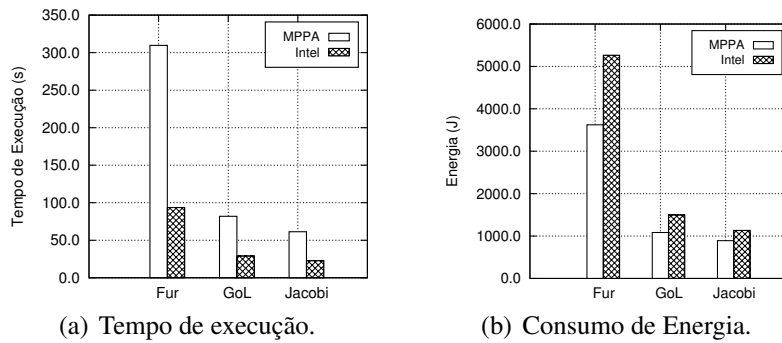 350.0
300.0
250.0
200.0
150.0
100.0
50.0
0.0
Tempo de Execução (s)
MPPA
Intel
Fur GoL Jacobi
(a) Tempo de execução.
6000.0
5000.0
4000.0
3000.0
2000.0
1000.0
0.0
Energia (J)
MPPA
Intel
Fur GoL Jacobi
(b) Consumo de Energia.